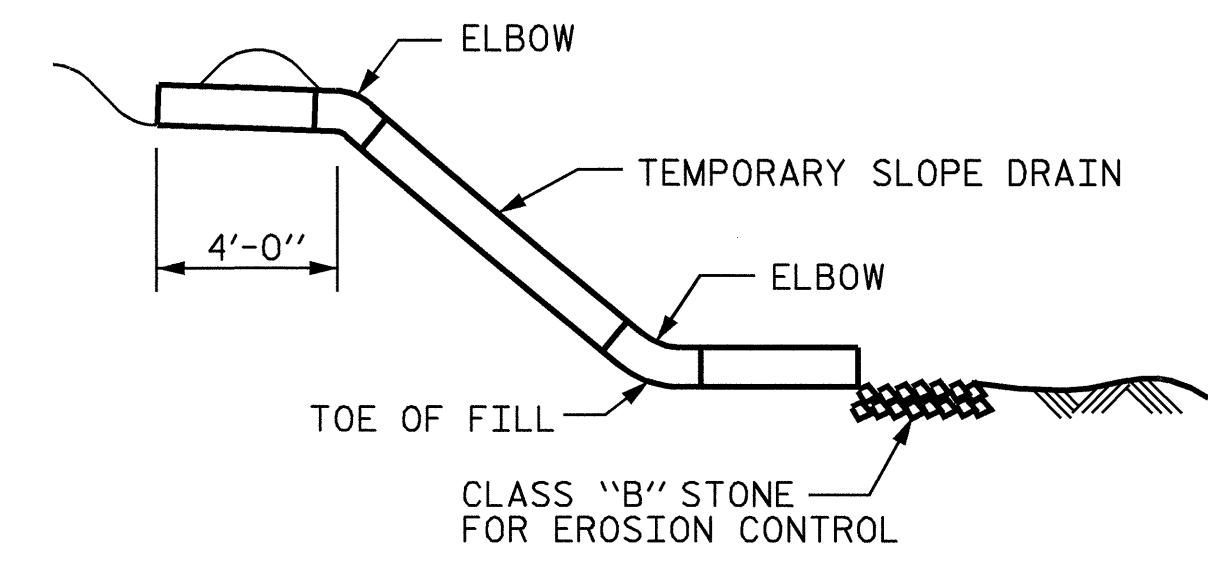 ELBOW
TEMPORARY SLOPE DRAIN
4'-0"
ELBOW
TOE OF FILL
CLASS "B" STONE
FOR EROSION CONTROL